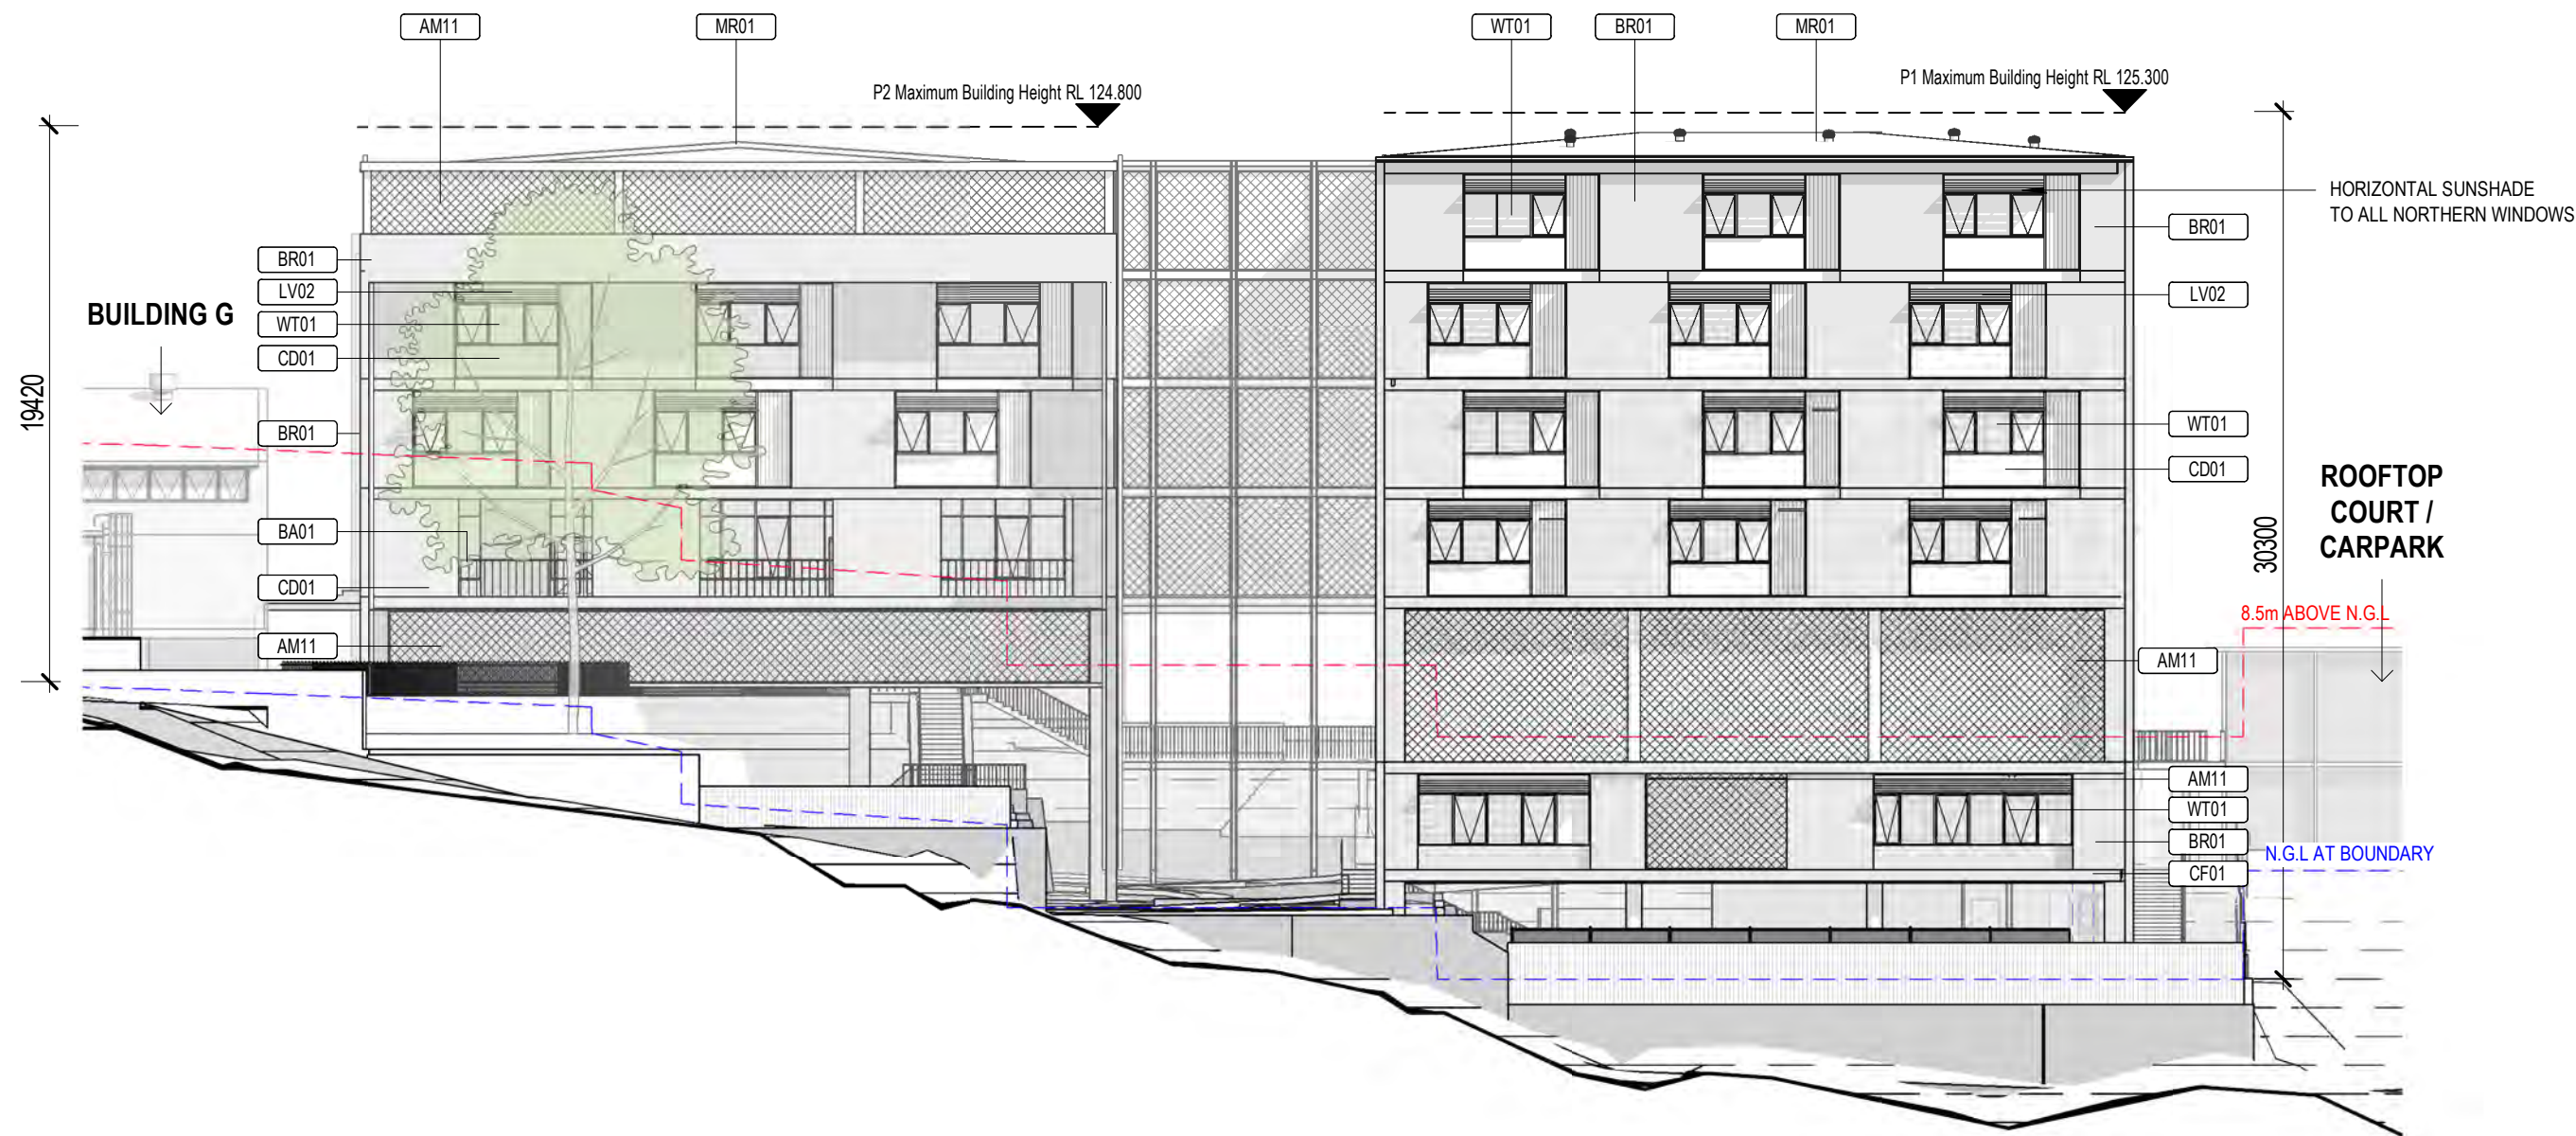 AM11
MR01
WT01
BR01
MR01
P2 Maximum Building Height RL 124.800
P1 Maximum Building Height RL 125.300
HORIZONTAL SUNSHADE
TO ALL NORTHERN WINDOWS
BR01
BR01
LV02
LV02
BUILDING G
WT01
CD01
19420
BR01
WT01
CD01
ROOFTOP
COURT /
CARPARK
BA01
30300
CD01
8.5m ABOVE N.G.L
AM11
AM11
AM11
WT01
BR01
N.G.L AT BOUNDARY
CF01